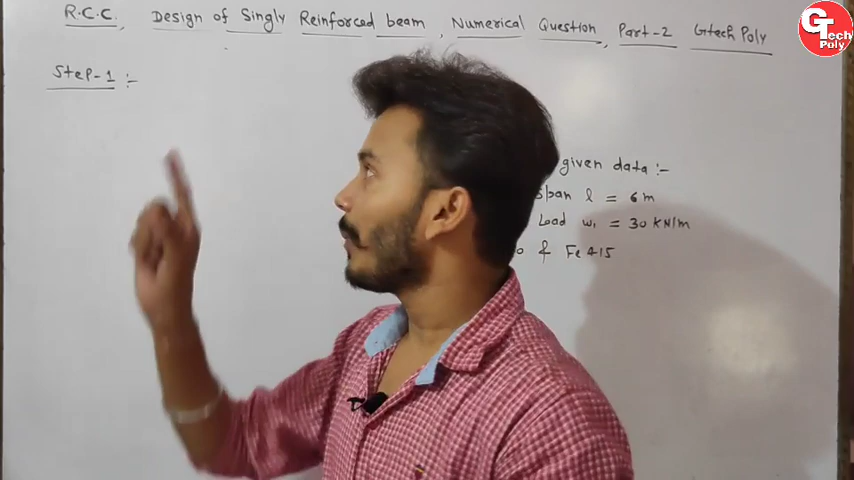 R.C.C., Design of Singly Reinforced beam, Numerical Question, Part-2 Gtech Poly
GTech Poly
Step-1 :-
given data :-
Span l = 6m
Load w₁ = 30 KN/m
& Fe 415